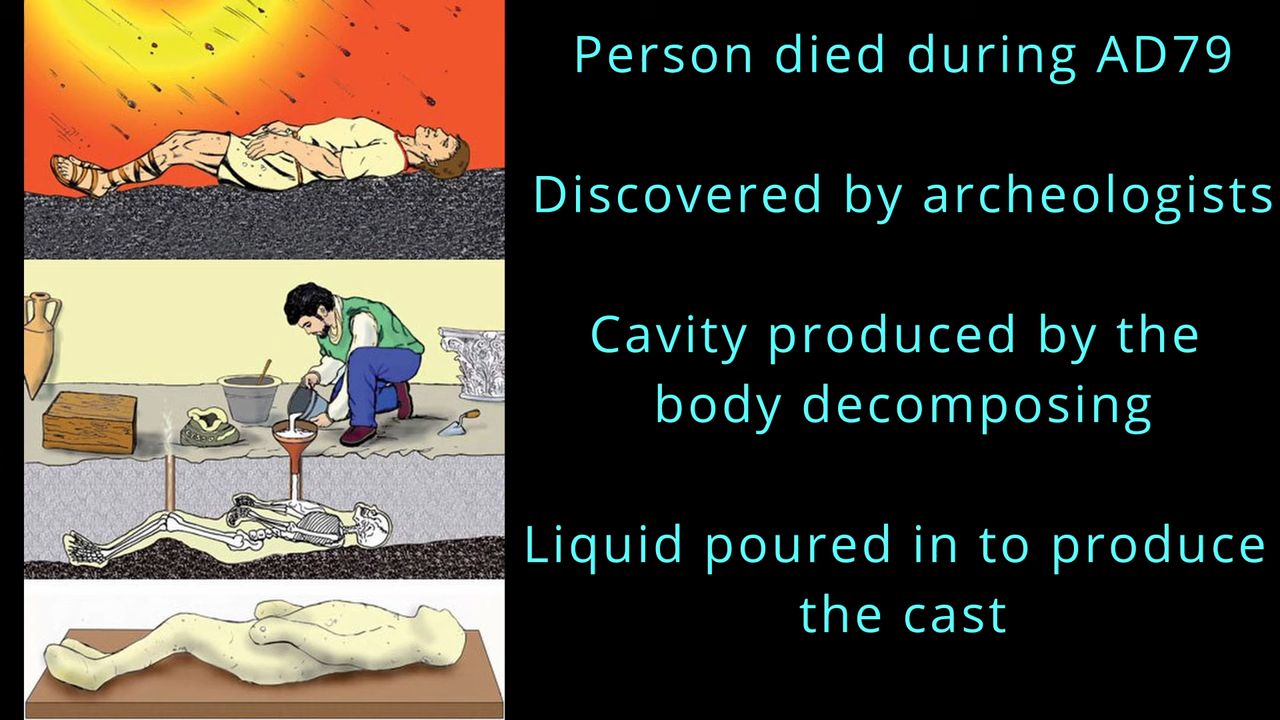 Person died during AD79
Discovered by archeologists
Cavity produced by the
body decomposing
Liquid poured in to produce
the cast